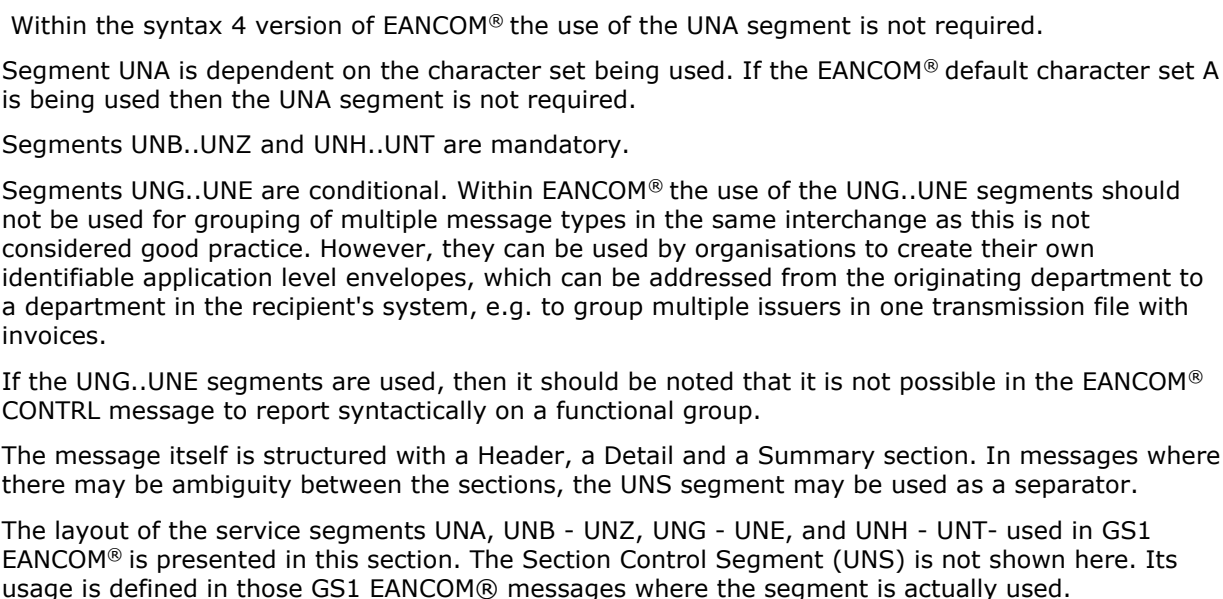 Within the syntax 4 version of EANCOM® the use of the UNA segment is not required.
Segment UNA is dependent on the character set being used. If the EANCOM® default character set A
is being used then the UNA segment is not required.
Segments UNB..UNZ and UNH..UNT are mandatory.
Segments UNG..UNE are conditional. Within EANCOM® the use of the UNG..UNE segments should
not be used for grouping of multiple message types in the same interchange as this is not
considered good practice. However, they can be used by organisations to create their own
identifiable application level envelopes, which can be addressed from the originating department to
a department in the recipient's system, e.g. to group multiple issuers in one transmission file with
invoices.
If the UNG..UNE segments are used, then it should be noted that it is not possible in the EANCOM®
CONTRL message to report syntactically on a functional group.
The message itself is structured with a Header, a Detail and a Summary section. In messages where
there may be ambiguity between the sections, the UNS segment may be used as a separator.
The layout of the service segments UNA, UNB - UNZ, UNG - UNE, and UNH - UNT- used in GS1
EANCOM® is presented in this section. The Section Control Segment (UNS) is not shown here. Its
usage is defined in those GS1 EANCOM® messages where the segment is actually used.